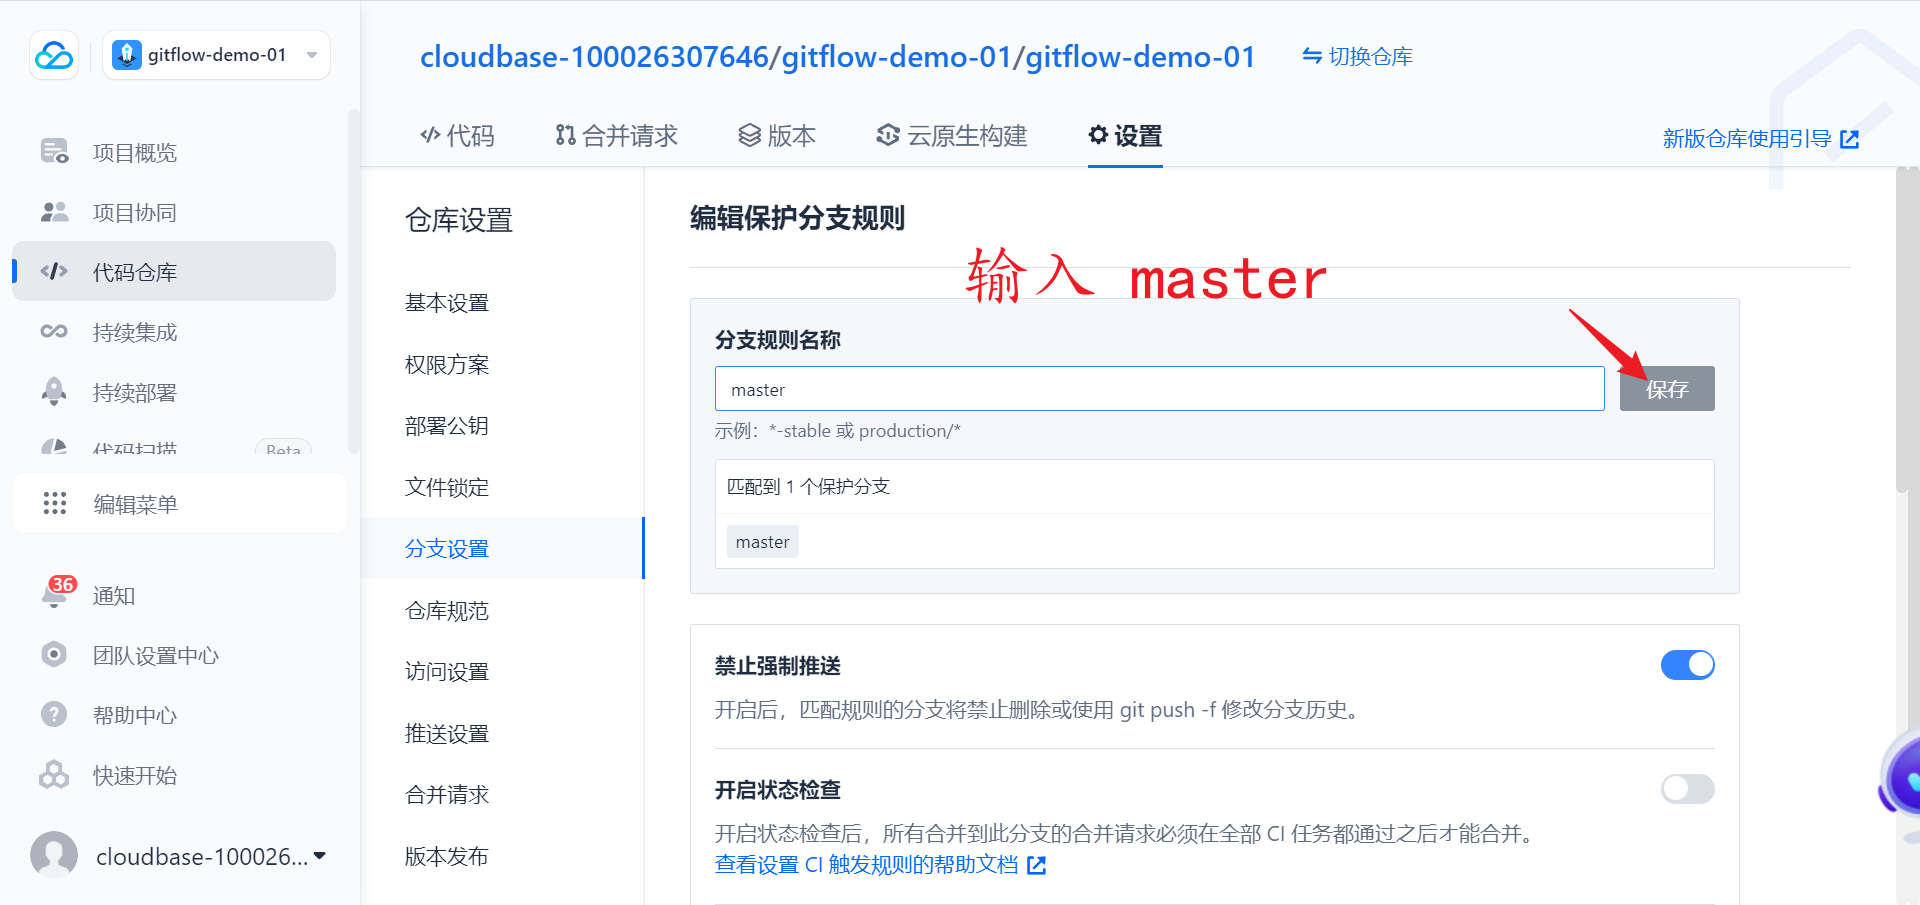 gitflow-demo-01
项目概览
项目协同
代码仓库
持续集成
持续部署
代码扫描 Beta
编辑菜单
36
通知
团队设置中心
帮助中心
快速开始
cloudbase-100026...
cloudbase-100026307646/gitflow-demo-01/gitflow-demo-01 切换仓库
代码 合并请求 版本 云原生构建 设置
新版仓库使用引导
仓库设置
基本设置
权限方案
部署公钥
文件锁定
分支设置
仓库规范
访问设置
推送设置
合并请求
版本发布
编辑保护分支规则
输入 master
分支规则名称
master
保存
示例：*-stable 或 production/*
匹配到 1 个保护分支
master
禁止强制推送
开启后，匹配规则的分支将禁止删除或使用 git push -f 修改分支历史。
开启状态检查
开启状态检查后，所有合并到此分支的合并请求必须在全部 CI 任务都通过之后才能合并。
查看设置 CI 触发规则的帮助文档